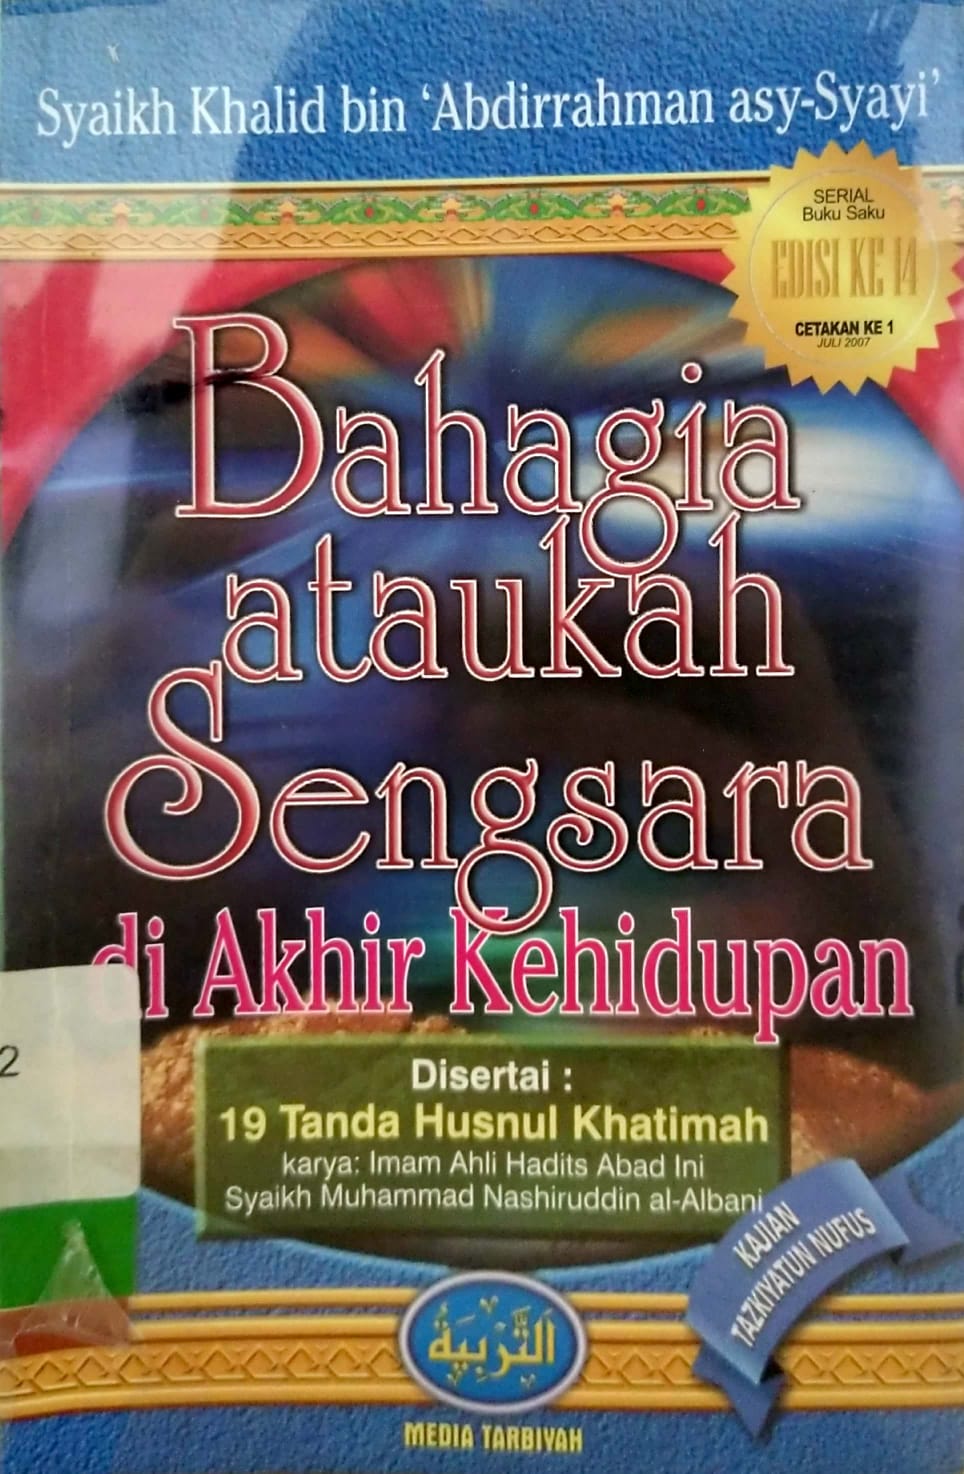 Syaikh Khalid bin ‘Abdirrahman asy-Syayi’
SERIAL
Buku Saku
EDISI KE 14
CETAKAN KE 1
JULI 2007
Bahagia
ataukah
Sengsara
di Akhir Kehidupan
2
Disertai :
19 Tanda Husnul Khatimah
karya: Imam Ahli Hadits Abad Ini
Syaikh Muhammad Nashiruddin al-Albani
KAJIAN
TAZKIYATUN NUFUS
التَّرْبِيَةُ
MEDIA TARBIYAH